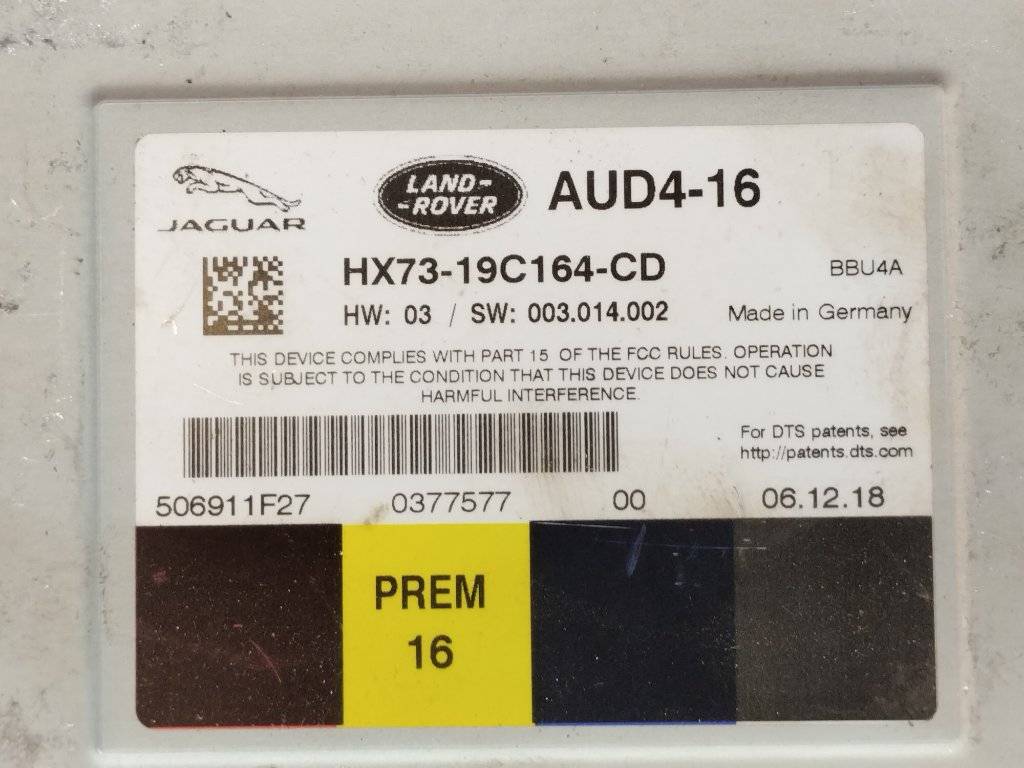 JAGUAR
LAND-
-ROVER
AUD4-16
HX73-19C164-CD
BBU4A
HW: 03 / SW: 003.014.002
Made in Germany
THIS DEVICE COMPLIES WITH PART 15 OF THE FCC RULES. OPERATION
IS SUBJECT TO THE CONDITION THAT THIS DEVICE DOES NOT CAUSE
HARMFUL INTERFERENCE.
For DTS patents, see
http://patents.dts.com
506911F27 0377577 00 06.12.18
PREM
16